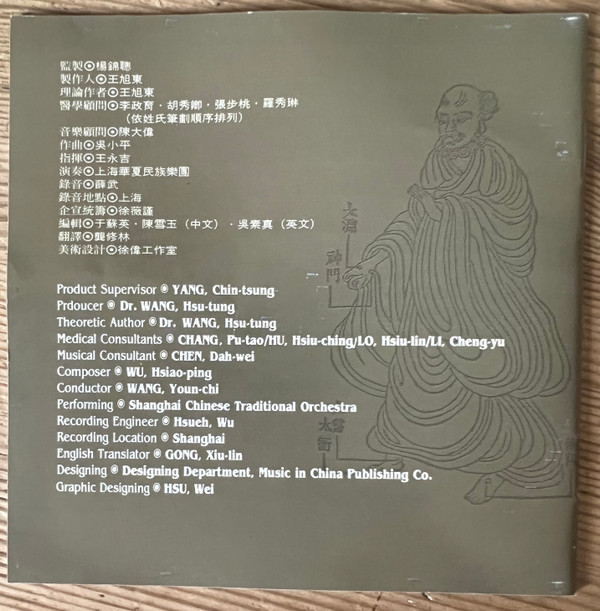 監製◎楊錦聰
製作人◎王旭東
理論作者◎王旭東
醫學顧問◎李政育・胡秀卿・張步桃・羅秀琳
（依姓氏筆劃順序排列）
音樂顧問◎陳大偉
作曲◎吳小平
指揮◎王永吉
演奏◎上海華夏民族樂團
錄音◎薛武
錄音地點◎上海
企宣統籌◎徐薇謹
編輯◎于蘇英・陳雪玉（中文）・吳素真（英文）
翻譯◎龔修林
美術設計◎徐偉工作室
太淵
神門
Product Supervisor ◎ YANG, Chin-tsung
Prdoucer ◎ Dr. WANG, Hsu-tung
Theoretic Author ◎ Dr. WANG, Hsu-tung
Medical Consultants ◎ CHANG, Pu-tao/HU, Hsiu-ching/LO, Hsiu-lin/LI, Cheng-yu
Musical Consultant ◎ CHEN, Dah-wei
Composer ◎ WU, Hsiao-ping
Conductor ◎ WANG, Youn-chi
Performing ◎ Shanghai Chinese Traditional Orchestra
Recording Engineer ◎ Hsueh, Wu
Recording Location ◎ Shanghai
English Translator ◎ GONG, Xiu-lin
Designing ◎ Designing Department, Music in China Publishing Co.
Graphic Designing ◎ HSU, Wei
太衝